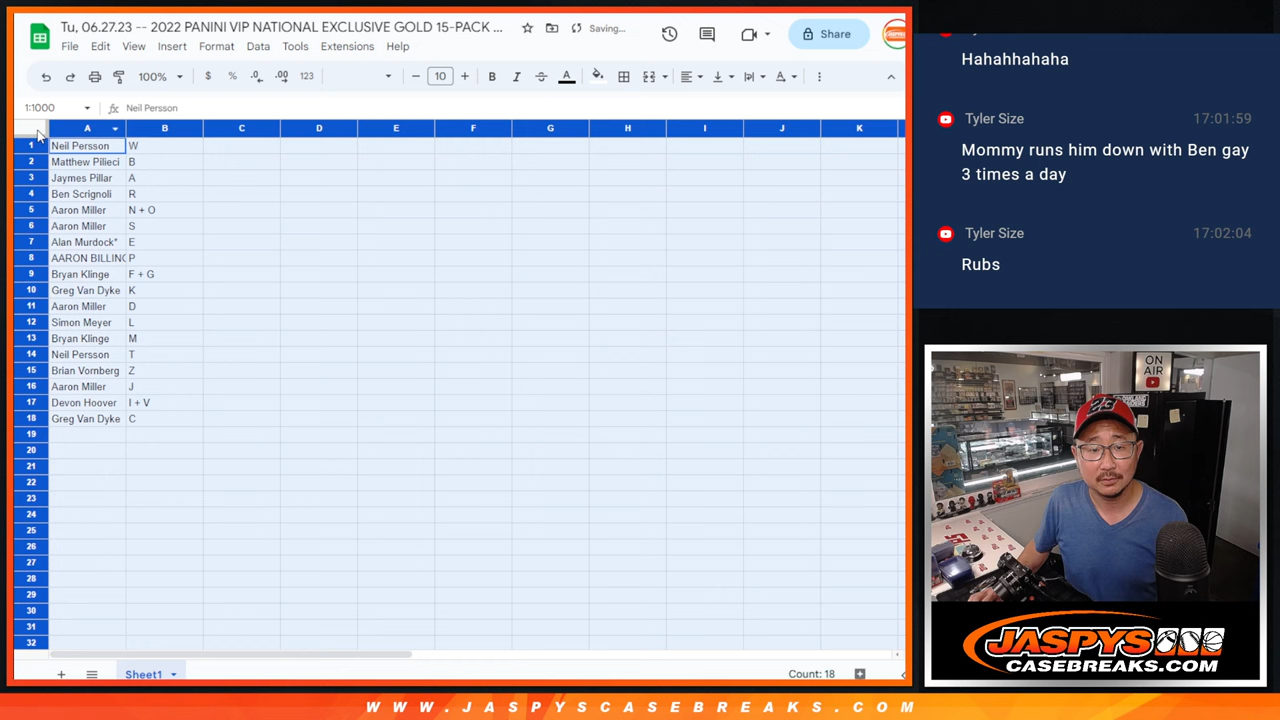 Tu, 06.27.23 -- 2022 PANINI VIP NATIONAL EXCLUSIVE GOLD 15-PACK ...
Saving...
Share
File Edit View Insert Format Data Tools Extensions Help
100% $ % .0 .00 123 10 B I A
1:1000 fx Neil Persson
A B C D E F G H I J K
1 Neil Persson W
2 Matthew Pilieci B
3 Jaymes Pillar A
4 Ben Scrignoli R
5 Aaron Miller N + O
6 Aaron Miller S
7 Alan Murdock* E
8 AARON BILLING P
9 Bryan Klinge F + G
10 Greg Van Dyke K
11 Aaron Miller D
12 Simon Meyer L
13 Bryan Klinge M
14 Neil Persson T
15 Brian Vornberg Z
16 Aaron Miller J
17 Devon Hoover I + V
18 Greg Van Dyke C
19
20
21
22
23
24
25
26
27
28
29
30
31
32
Sheet1
Count: 18
Hahahhahaha
Tyler Size 17:01:59
Mommy runs him down with Ben gay
3 times a day
Tyler Size 17:02:04
Rubs
ON
AIR
23
JASPYS
CASEBREAKS.COM
WWW.JASPYSCASEBREAKS.COM